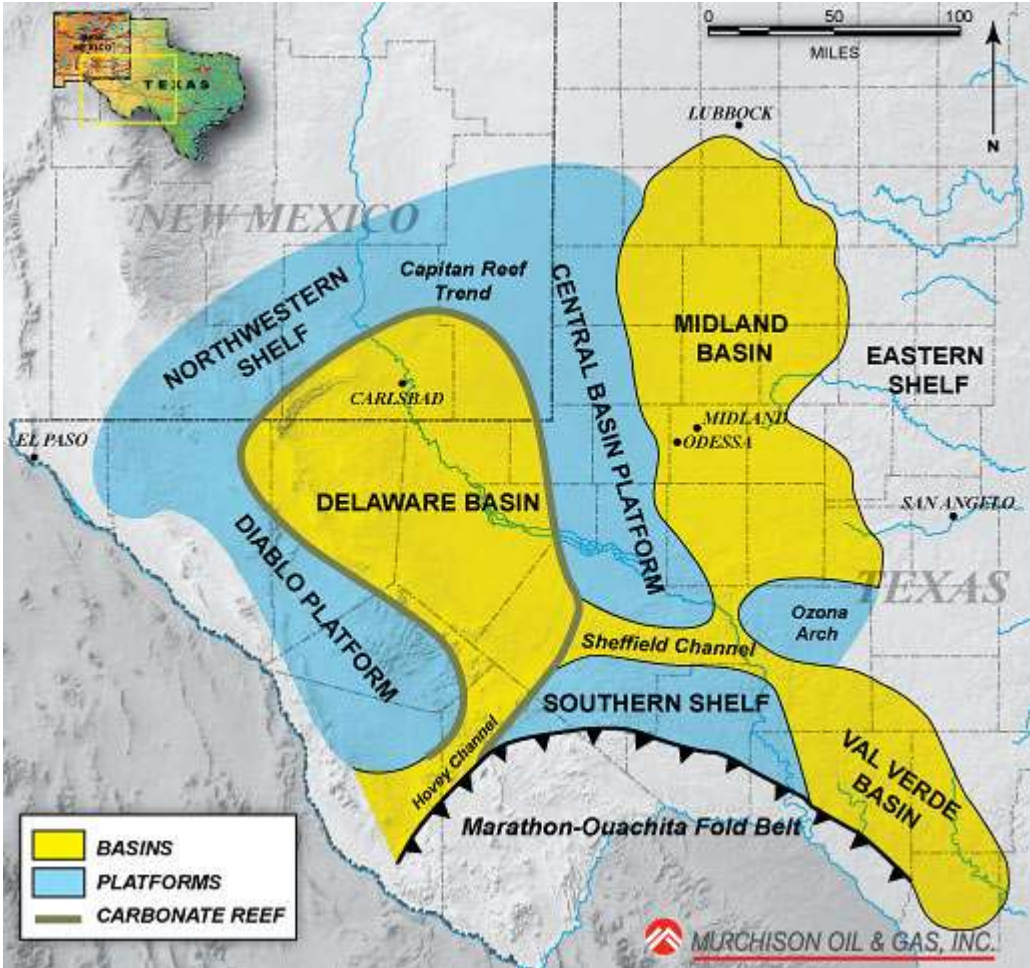 NEW
MEXICO
TEXAS
0 50 100
MILES
N
LUBBOCK
NEW MEXICO
Capitan Reef
Trend
NORTHWESTERN
SHELF
CENTRAL BASIN PLATFORM
MIDLAND
BASIN
EASTERN
SHELF
CARLSBAD
EL PASO
MIDLAND
ODESSA
DELAWARE BASIN
SAN ANGELO
DIABLO PLATFORM
TEXAS
Ozona
Arch
Sheffield Channel
SOUTHERN SHELF
Hovey Channel
VAL VERDE
BASIN
Marathon-Ouachita Fold Belt
BASINS
PLATFORMS
CARBONATE REEF
MURCHISON OIL & GAS, INC.